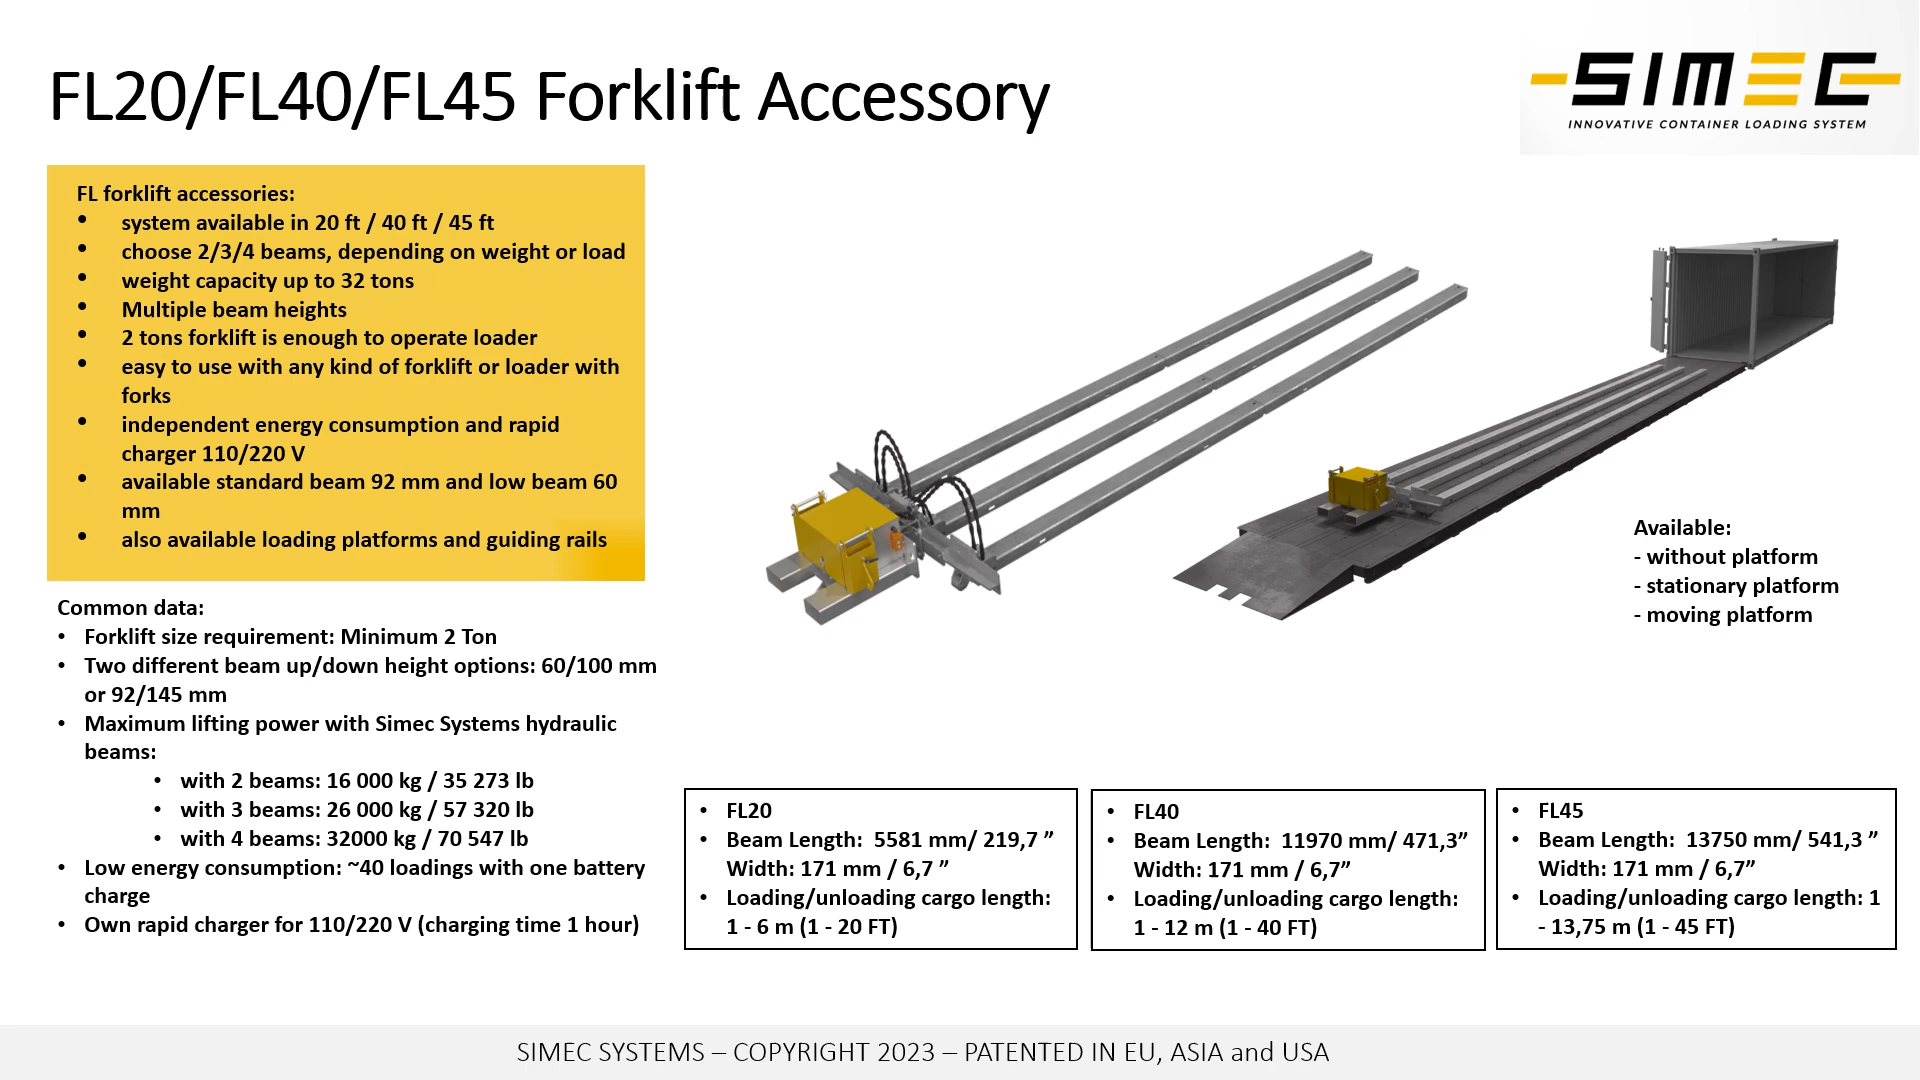 FL20/FL40/FL45 Forklift Accessory
SIMEC
INNOVATIVE CONTAINER LOADING SYSTEM
FL forklift accessories:
• system available in 20 ft / 40 ft / 45 ft
• choose 2/3/4 beams, depending on weight or load
• weight capacity up to 32 tons
• Multiple beam heights
• 2 tons forklift is enough to operate loader
• easy to use with any kind of forklift or loader with
forks
• independent energy consumption and rapid
charger 110/220 V
• available standard beam 92 mm and low beam 60
mm
• also available loading platforms and guiding rails
Common data:
• Forklift size requirement: Minimum 2 Ton
• Two different beam up/down height options: 60/100 mm
or 92/145 mm
• Maximum lifting power with Simec Systems hydraulic
beams:
• with 2 beams: 16 000 kg / 35 273 lb
• with 3 beams: 26 000 kg / 57 320 lb
• with 4 beams: 32000 kg / 70 547 lb
• Low energy consumption: ~40 loadings with one battery
charge
• Own rapid charger for 110/220 V (charging time 1 hour)
Available:
- without platform
- stationary platform
- moving platform
• FL20
• Beam Length:  5581 mm/ 219,7 ”
Width: 171 mm / 6,7 ”
• Loading/unloading cargo length:
1 - 6 m (1 - 20 FT)
• FL40
• Beam Length:  11970 mm/ 471,3”
Width: 171 mm / 6,7”
• Loading/unloading cargo length:
1 - 12 m (1 - 40 FT)
• FL45
• Beam Length:  13750 mm/ 541,3 ”
Width: 171 mm / 6,7”
• Loading/unloading cargo length: 1
- 13,75 m (1 - 45 FT)
SIMEC SYSTEMS – COPYRIGHT 2023 – PATENTED IN EU, ASIA and USA